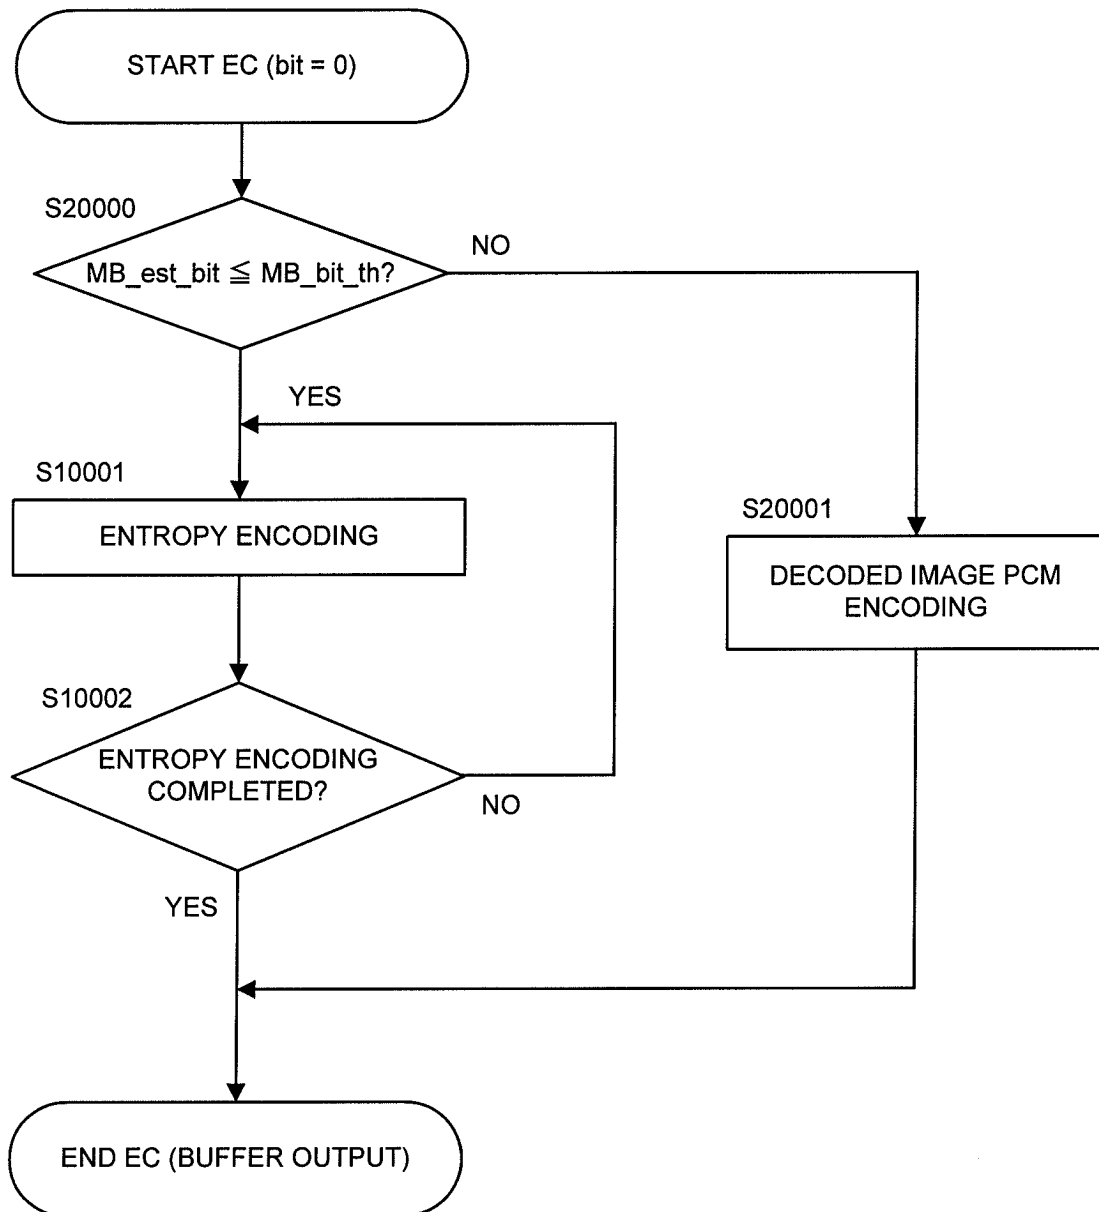 START EC (bit = 0)
S20000
NO
MB_est_bit ≦ MB_bit_th?
YES
S10001
ENTROPY ENCODING
S20001
DECODED IMAGE PCM
ENCODING
S10002
ENTROPY ENCODING
COMPLETED?
NO
YES
END EC (BUFFER OUTPUT)